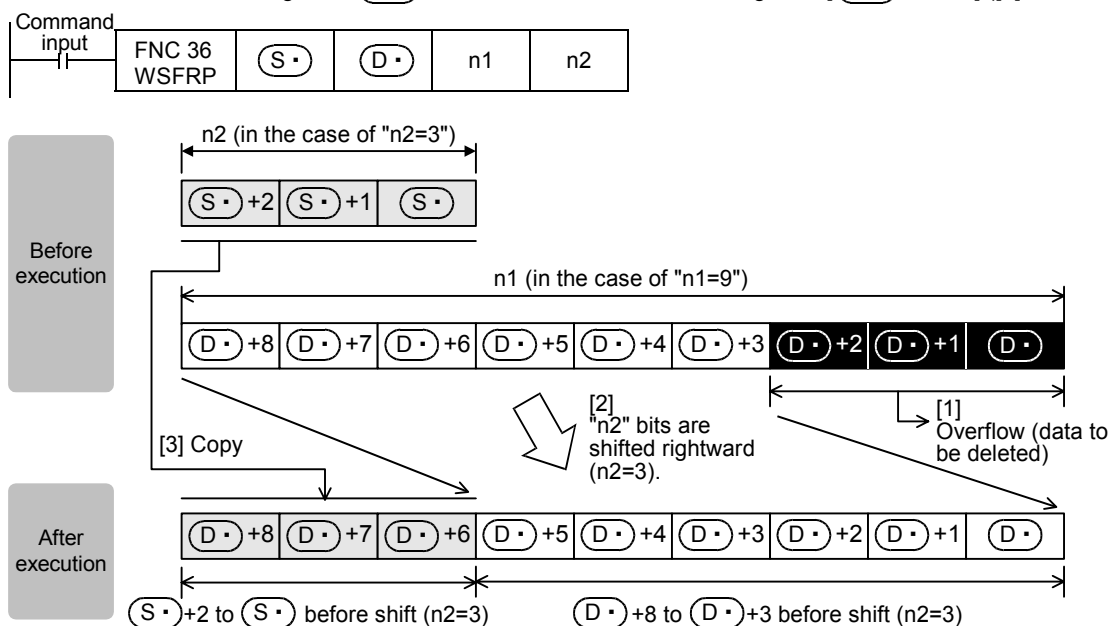 Command
input
FNC 36
WSFRP
S・
D・
n1
n2
n2 (in the case of "n2=3")
S・+2 S・+1 S・
Before
execution
n1 (in the case of "n1=9")
D・+8 D・+7 D・+6 D・+5 D・+4 D・+3 D・+2 D・+1 D・
[3] Copy
[2]
"n2" bits are
shifted rightward
(n2=3).
[1]
Overflow (data to
be deleted)
After
execution
D・+8 D・+7 D・+6 D・+5 D・+4 D・+3 D・+2 D・+1 D・
S・+2 to S・ before shift (n2=3)
D・+8 to D・+3 before shift (n2=3)